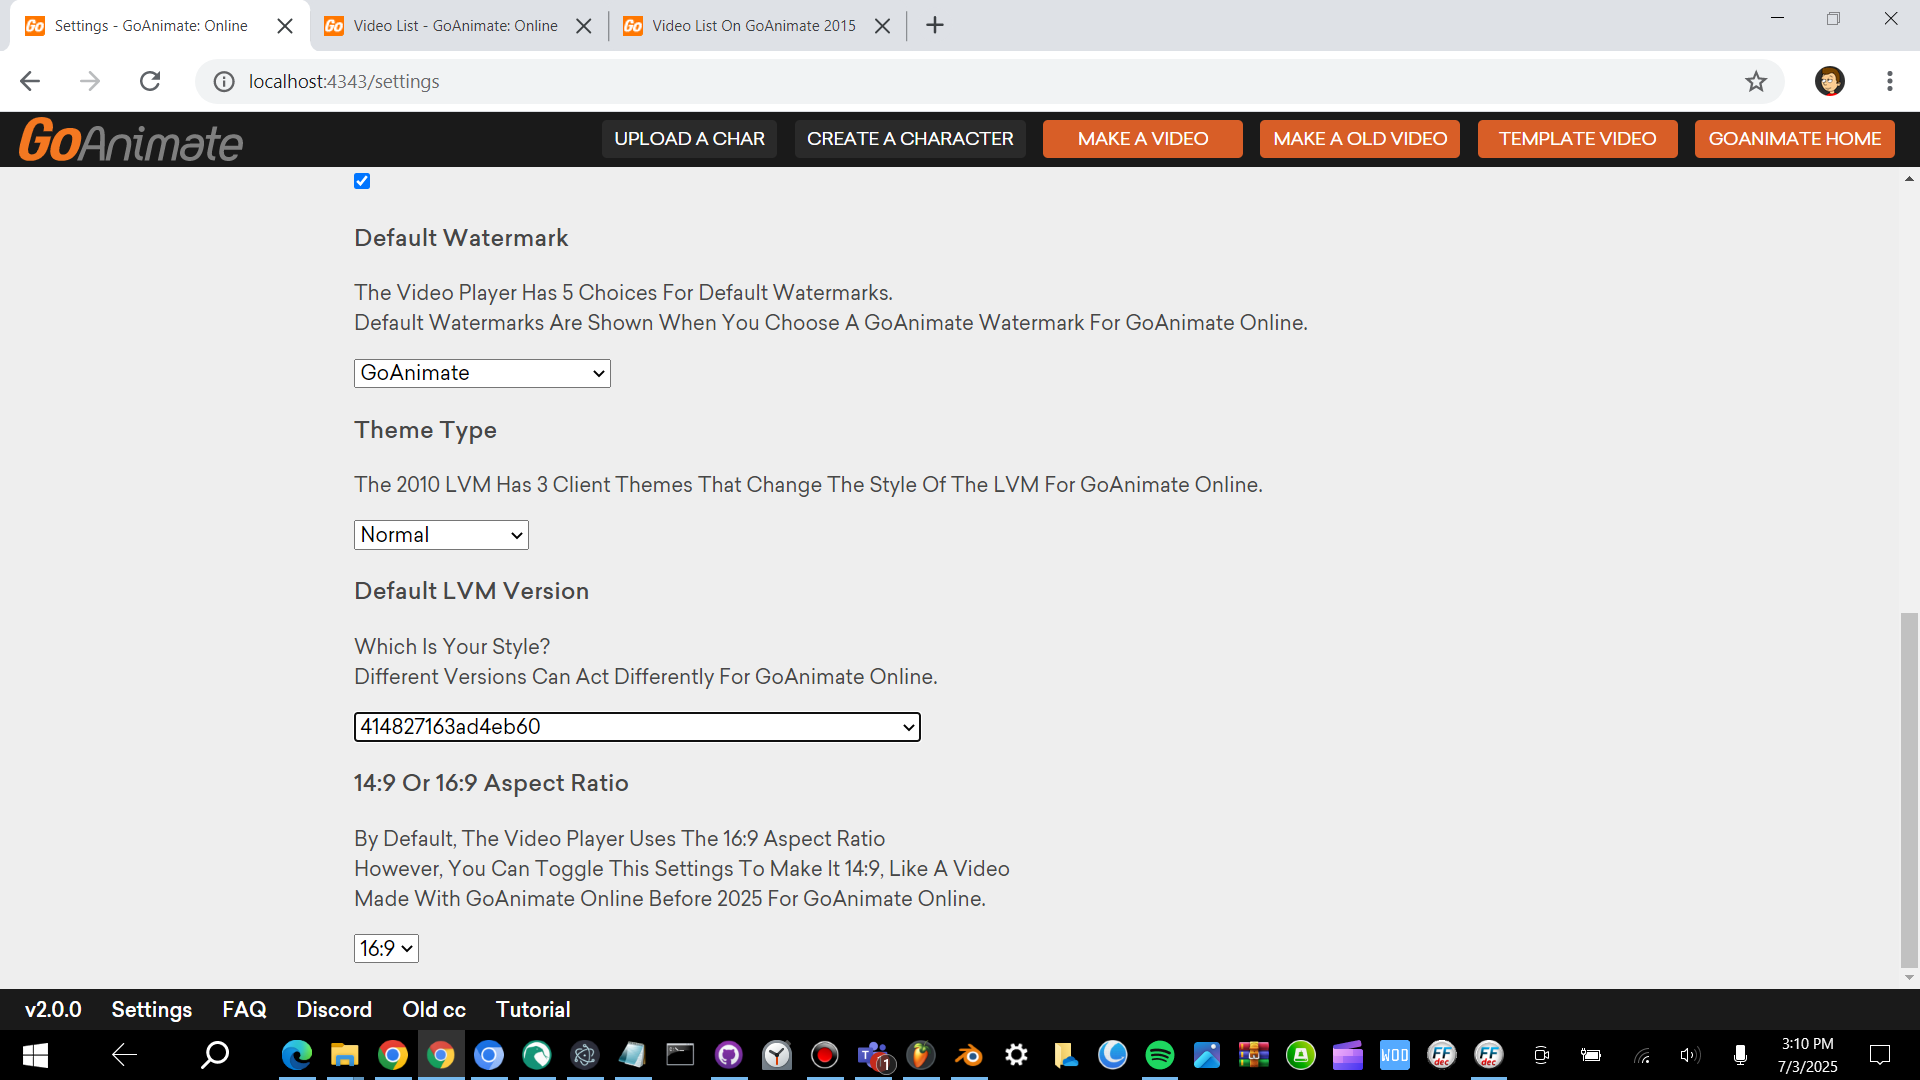 Settings - GoAnimate: Online
Video List - GoAnimate: Online
Video List On GoAnimate 2015
localhost:4343/settings
GoAnimate
UPLOAD A CHAR
CREATE A CHARACTER
MAKE A VIDEO
MAKE A OLD VIDEO
TEMPLATE VIDEO
GOANIMATE HOME
Default Watermark
The Video Player Has 5 Choices For Default Watermarks.
Default Watermarks Are Shown When You Choose A GoAnimate Watermark For GoAnimate Online.
GoAnimate
Theme Type
The 2010 LVM Has 3 Client Themes That Change The Style Of The LVM For GoAnimate Online.
Normal
Default LVM Version
Which Is Your Style?
Different Versions Can Act Differently For GoAnimate Online.
414827163ad4eb60
14:9 Or 16:9 Aspect Ratio
By Default, The Video Player Uses The 16:9 Aspect Ratio
However, You Can Toggle This Settings To Make It 14:9, Like A Video
Made With GoAnimate Online Before 2025 For GoAnimate Online.
16:9
v2.0.0
Settings
FAQ
Discord
Old cc
Tutorial
1
WOD
FF dec
FF dec
3:10 PM
7/3/2025